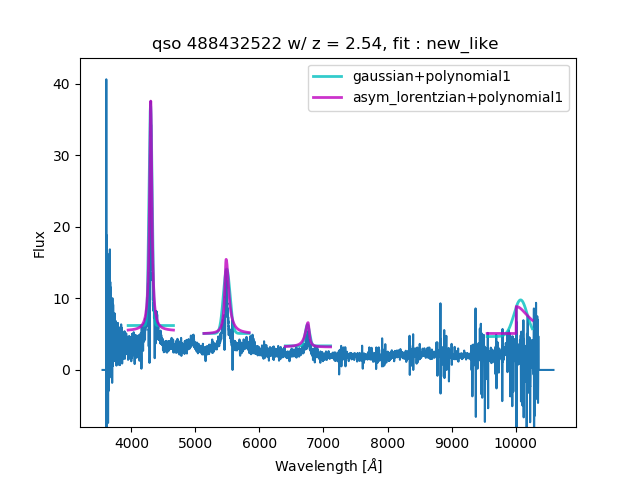 qso 488432522 w/ z = 2.54, fit : new_like
gaussian+polynomial1
asym_lorentzian+polynomial1
40
30
20
10
0
Flux
4000 5000 6000 7000 8000 9000 10000
Wavelength [Å]